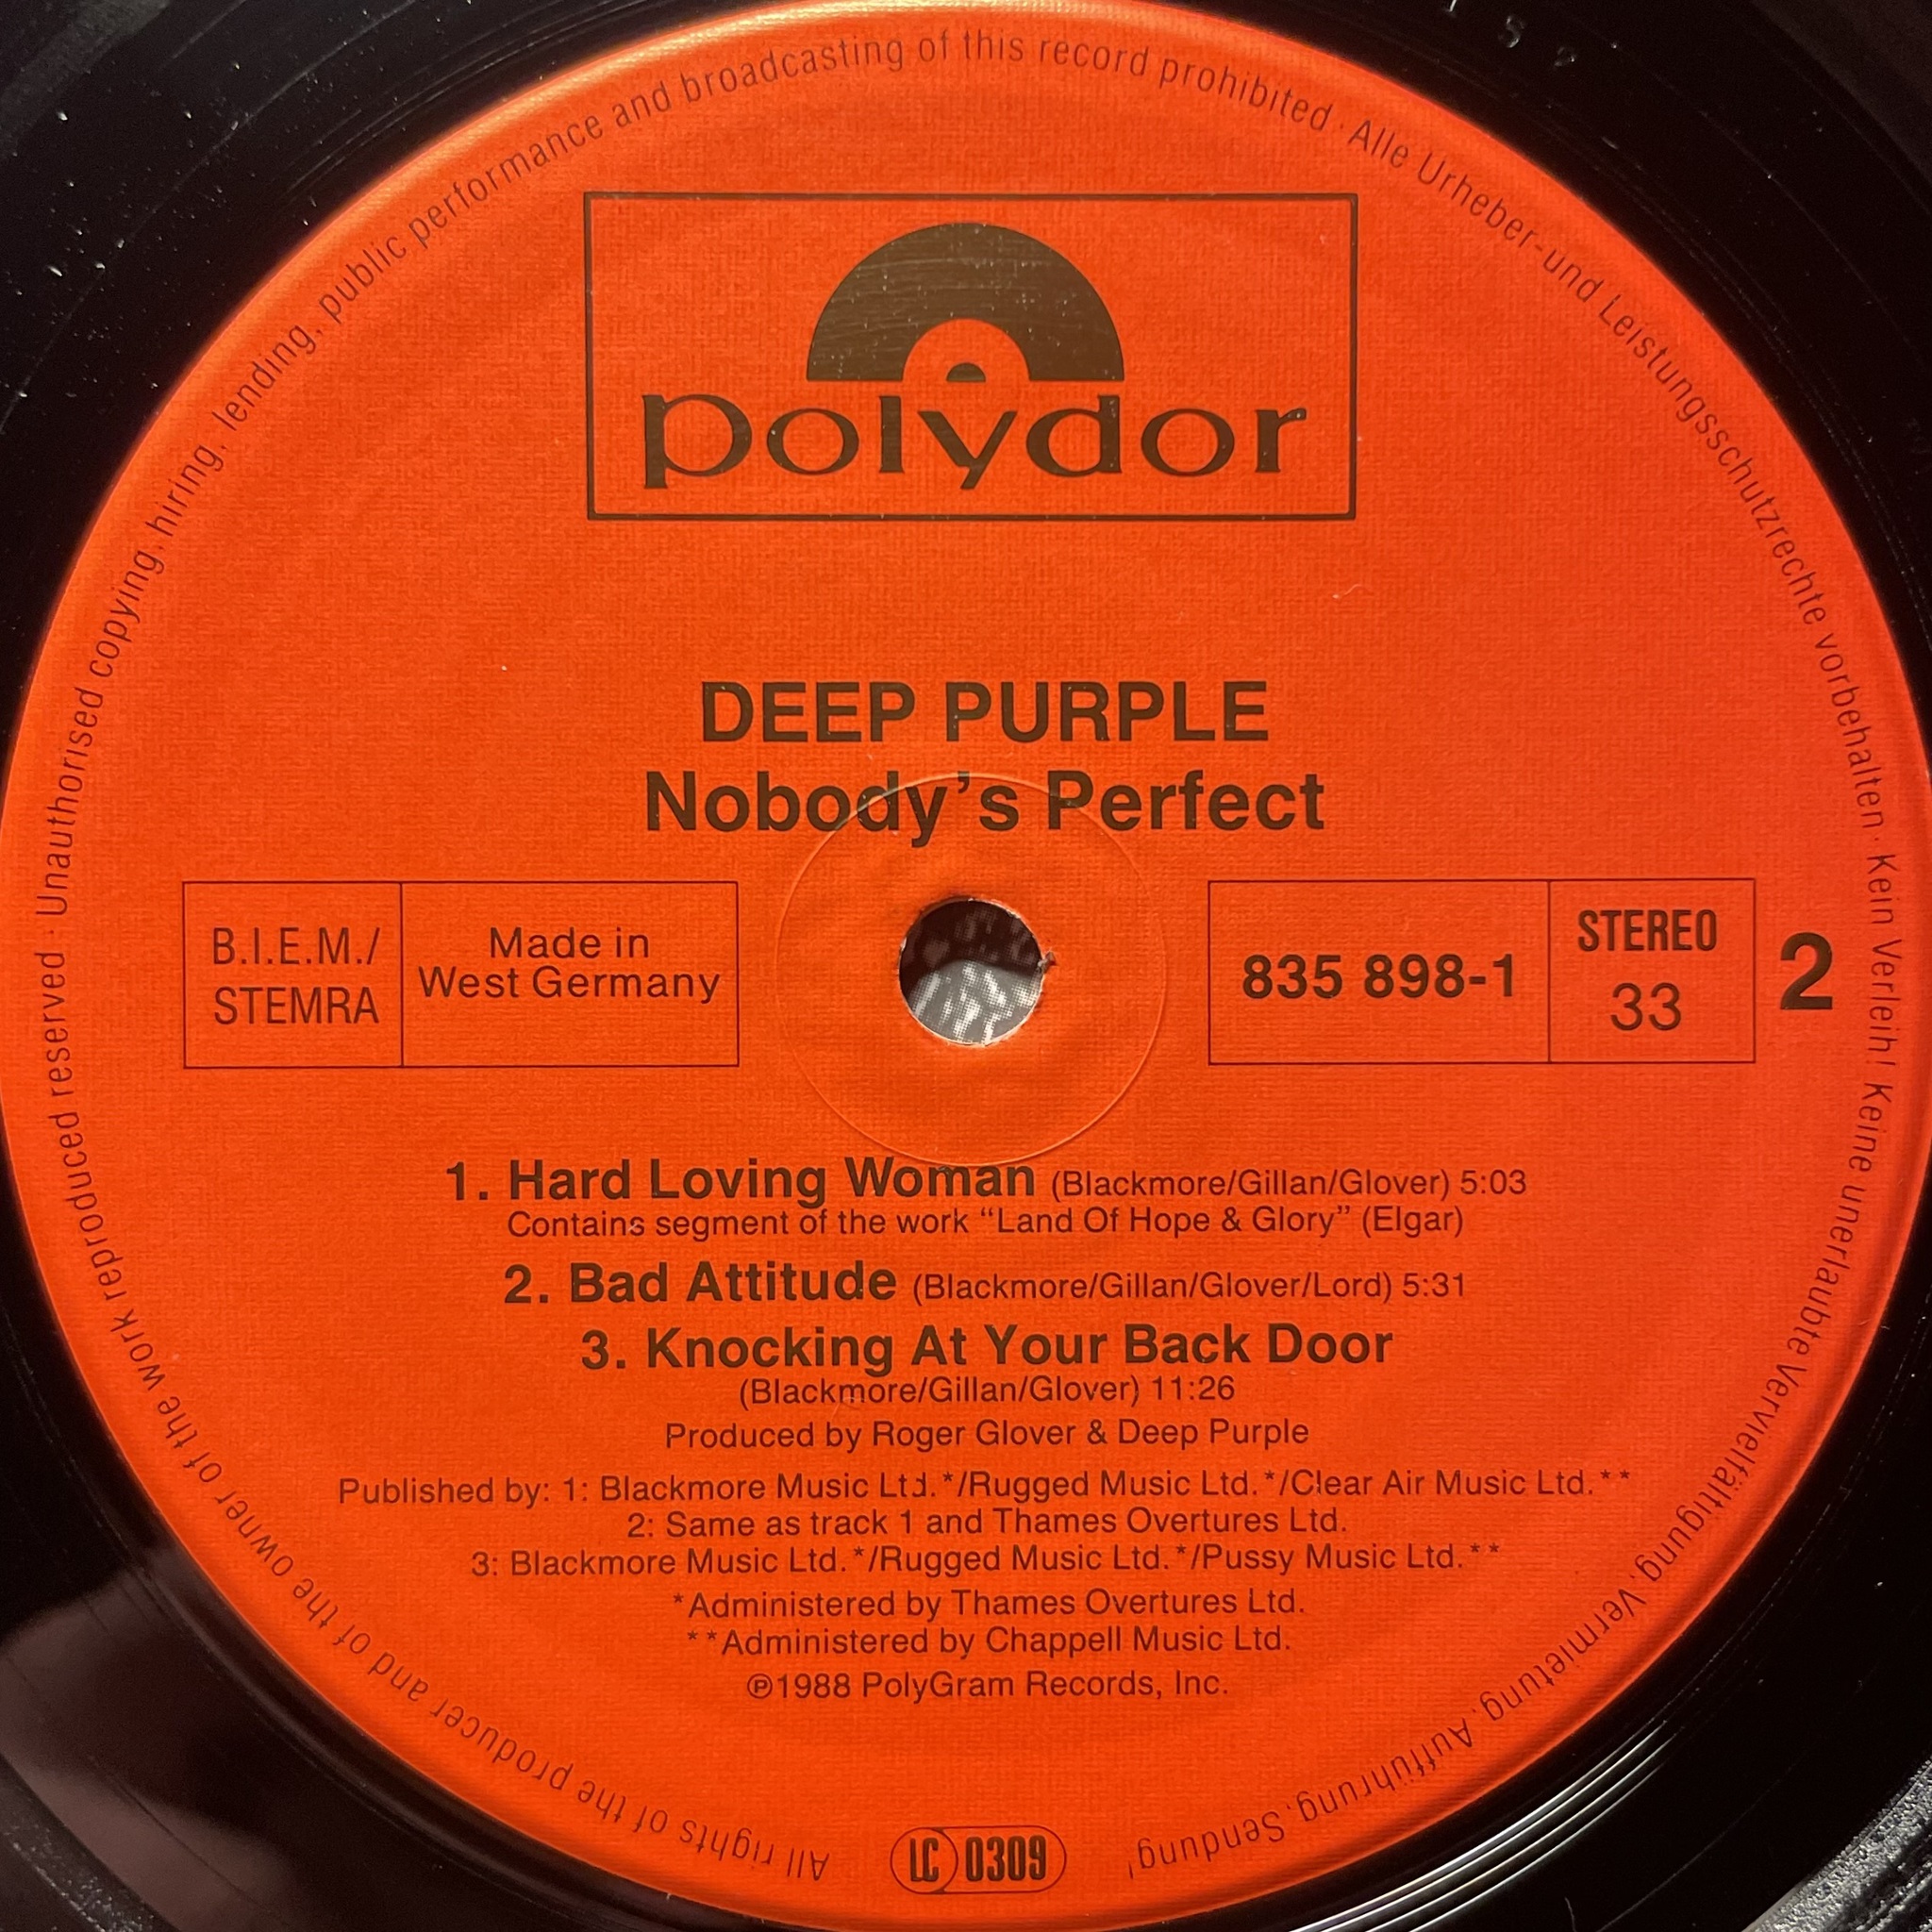 polydor
DEEP PURPLE
Nobody's Perfect
B.I.E.M./
STEMRA
Made in
West Germany
835 898-1
STEREO
33
2
1. Hard Loving Woman (Blackmore/Gillan/Glover) 5:03
Contains segment of the work “Land Of Hope & Glory” (Elgar)
2. Bad Attitude (Blackmore/Gillan/Glover/Lord) 5:31
3. Knocking At Your Back Door
(Blackmore/Gillan/Glover) 11:26
Produced by Roger Glover & Deep Purple
Published by: 1: Blackmore Music Ltd.*/Rugged Music Ltd.*/Clear Air Music Ltd.**
2: Same as track 1 and Thames Overtures Ltd.
3: Blackmore Music Ltd.*/Rugged Music Ltd.*/Pussy Music Ltd.**
*Administered by Thames Overtures Ltd.
**Administered by Chappell Music Ltd.
℗1988 PolyGram Records, Inc.
LC 0309
All rights of the producer and of the owner of the work reproduced reserved · Unauthorised copying, hiring, lending, public performance and broadcasting of this record prohibited · Alle Urheber-und Leistungsschutzrechte vorbehalten · Kein Verleih! Keine unerlaubte Vervielfältigung, Vermietung, Aufführung, Sendung!